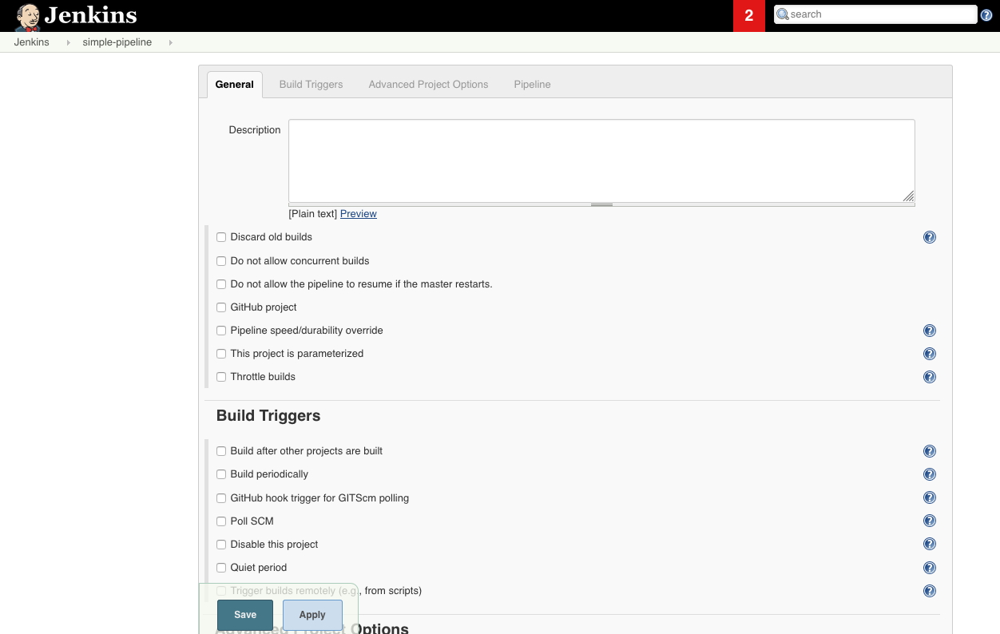 Jenkins
2
search
Jenkins
simple-pipeline
General
Build Triggers
Advanced Project Options
Pipeline
Description
[Plain text] Preview
Discard old builds
Do not allow concurrent builds
Do not allow the pipeline to resume if the master restarts.
GitHub project
Pipeline speed/durability override
This project is parameterized
Throttle builds
Build Triggers
Build after other projects are built
Build periodically
GitHub hook trigger for GITScm polling
Poll SCM
Disable this project
Quiet period
Trigger builds remotely (e.g., from scripts)
Save
Apply
Advanced Project Options